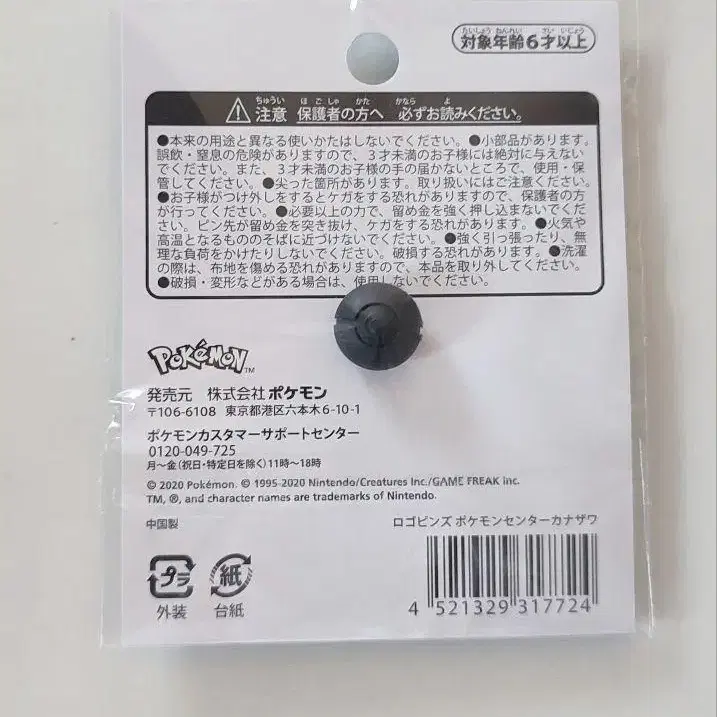 対象年齢6才以上
注意 保護者の方へ 必ずお読みください。
●本来の用途と異なる使いかたはしないでください。●小部品があります。
誤飲・窒息の危険がありますので、3才未満のお子様には絶対に与えない
でください。また、3才未満のお子様の手の届かないところで、使用・保
管してください。●尖った箇所があります。取り扱いにはご注意ください。
●お子様がつけ外しをするとケガをする恐れがありますので、保護者の方
が行ってください。●必要以上の力で、留め金を強く押し込まないでくだ
さい。ピン先が留め金を突き抜け、ケガをする恐れがあります。●火気や
高温となるもののそばに近づけないでください。●強く引っ張ったり、無
理な負荷をかけたりしないでください。破損する恐れがあります。●洗濯
の際は、布地を傷める恐れがありますので、本品を取り外してください。
●破損・変形などがある場合は、使用しないでください。
POKéMON™
発売元 株式会社ポケモン
〒106-6108 東京都港区六本木6-10-1
ポケモンカスタマーサポートセンター
0120-049-725
月～金(祝日・特定日を除く)11時～18時
© 2020 Pokémon. © 1995-2020 Nintendo/Creatures Inc./GAME FREAK inc.
TM, ®, and character names are trademarks of Nintendo.
中国製
ロゴピンズ ポケモンセンターカナザワ
プラ
外装
紙
台紙
4 521329 317724